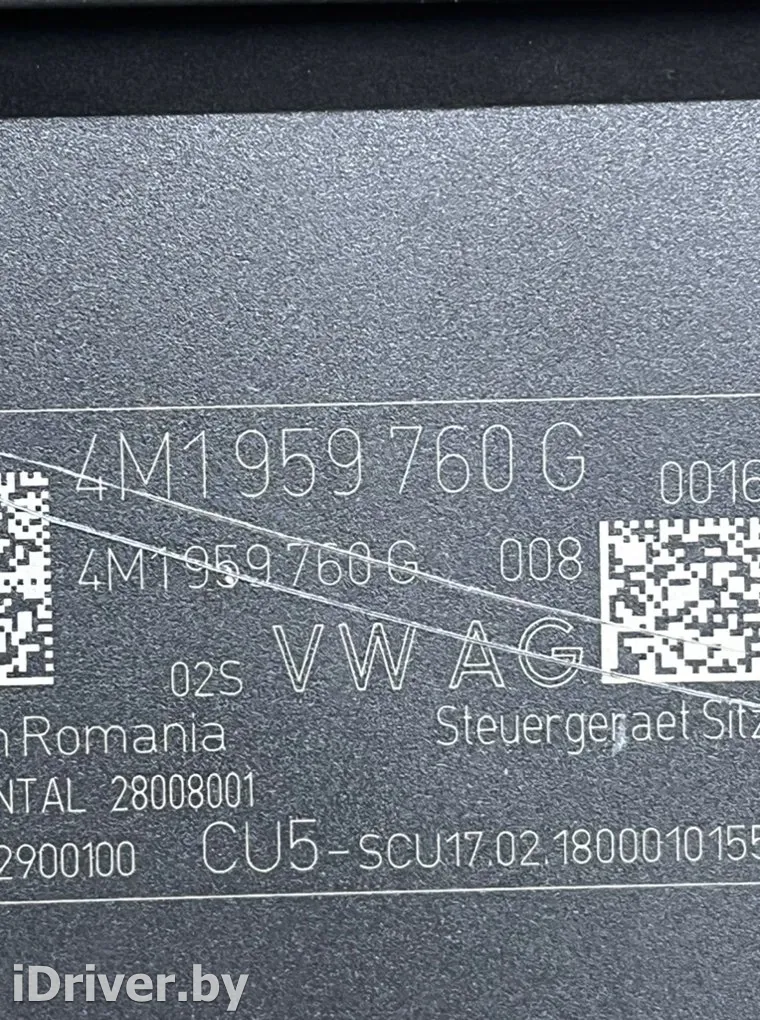 4M1 959 760 G
0016
4M1 959 760 G 008
02S VW AG
n Romania
Steuergeraet Sitz
NTAL 28008001
2900100
CU5-SCU17.02.1800010155
iDriver.by